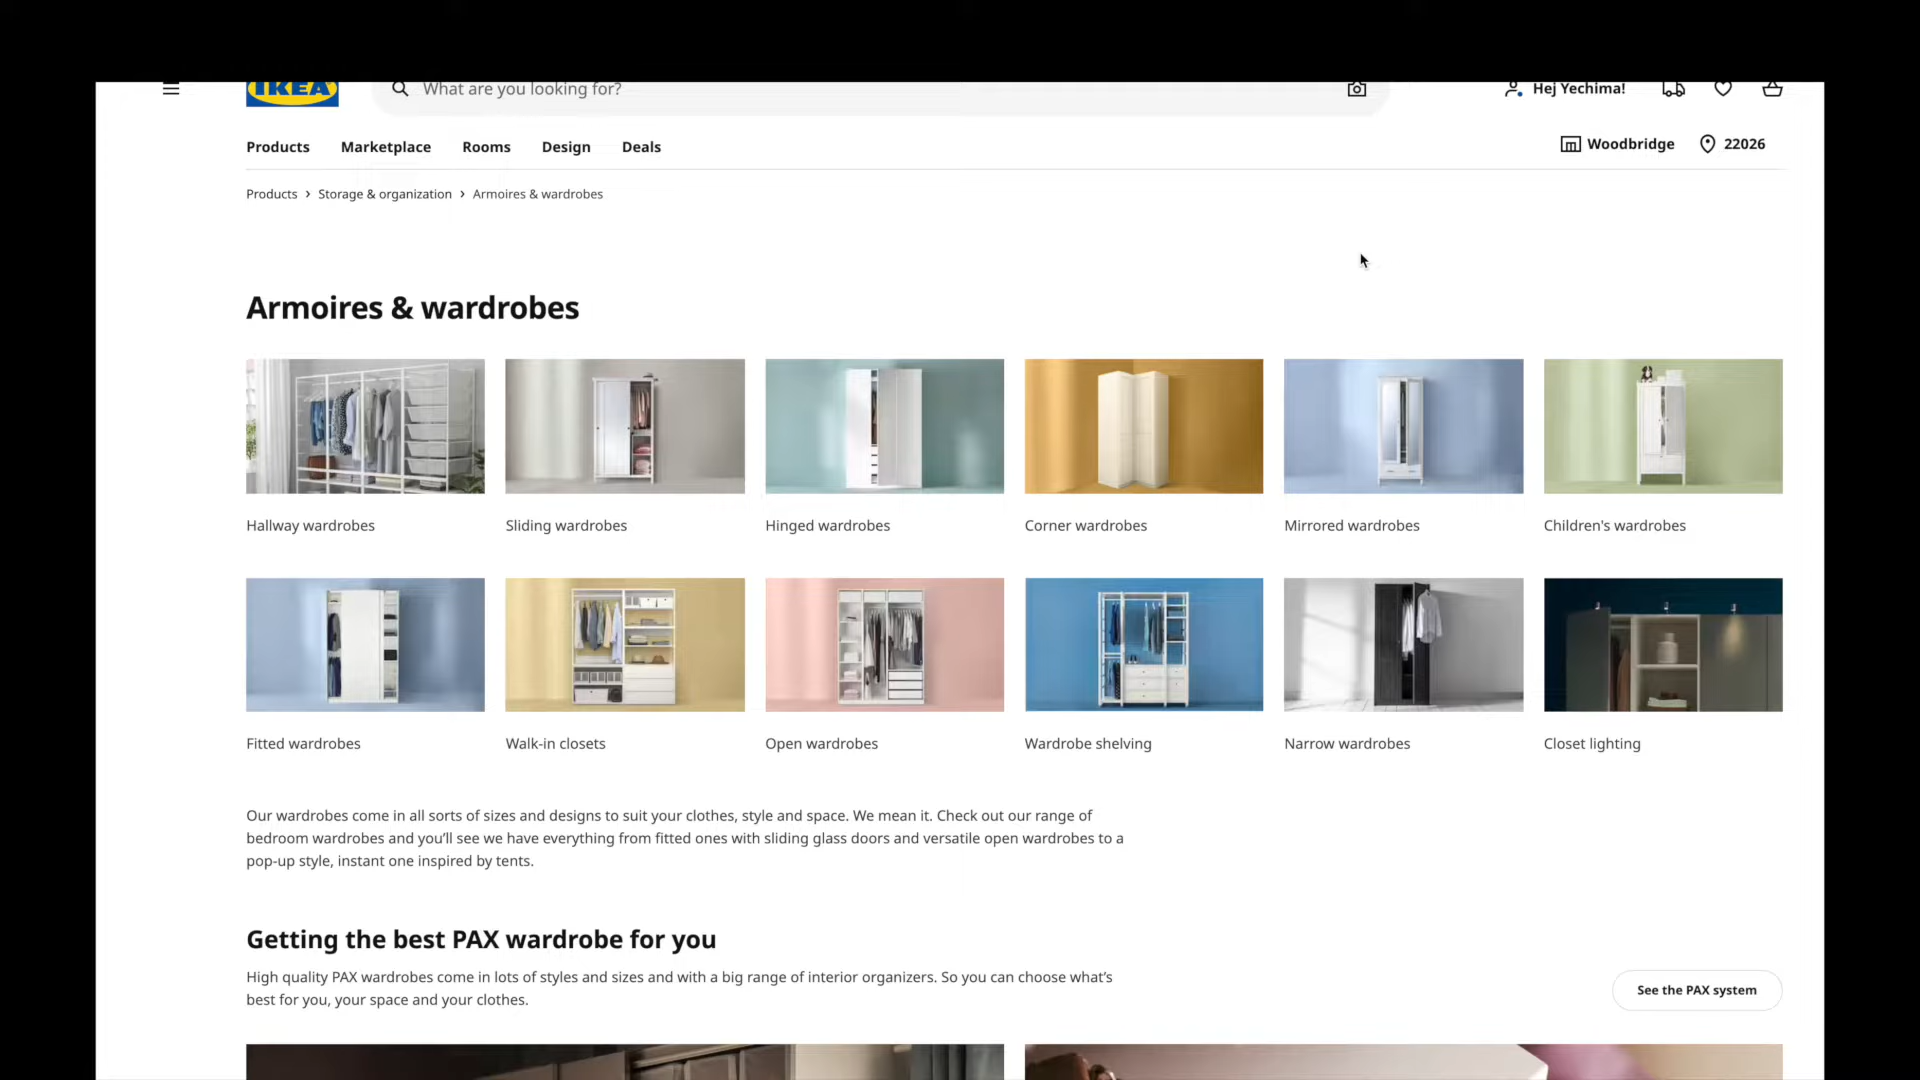 IKEA
What are you looking for?
Hej Yechima!
Products
Marketplace
Rooms
Design
Deals
Woodbridge
22026
Products › Storage & organization › Armoires & wardrobes
Armoires & wardrobes
Hallway wardrobes
Sliding wardrobes
Hinged wardrobes
Corner wardrobes
Mirrored wardrobes
Children's wardrobes
Fitted wardrobes
Walk-in closets
Open wardrobes
Wardrobe shelving
Narrow wardrobes
Closet lighting
Our wardrobes come in all sorts of sizes and designs to suit your clothes, style and space. We mean it. Check out our range of
bedroom wardrobes and you’ll see we have everything from fitted ones with sliding glass doors and versatile open wardrobes to a
pop-up style, instant one inspired by tents.
Getting the best PAX wardrobe for you
High quality PAX wardrobes come in lots of styles and sizes and with a big range of interior organizers. So you can choose what’s
best for you, your space and your clothes.
See the PAX system